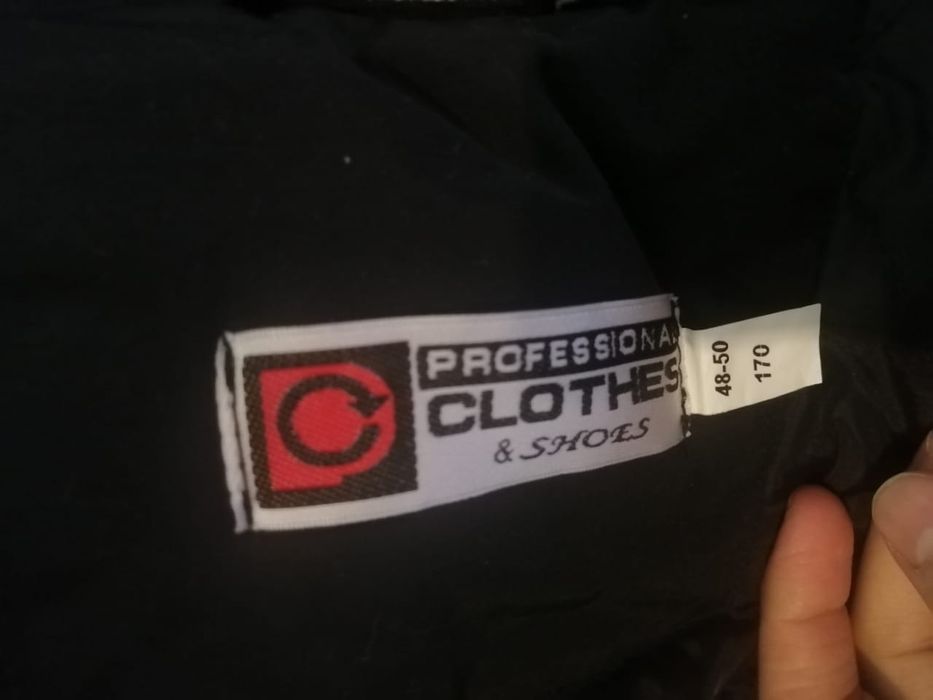 PROFESSIONAL
CLOTHES
& SHOES
48-50
170